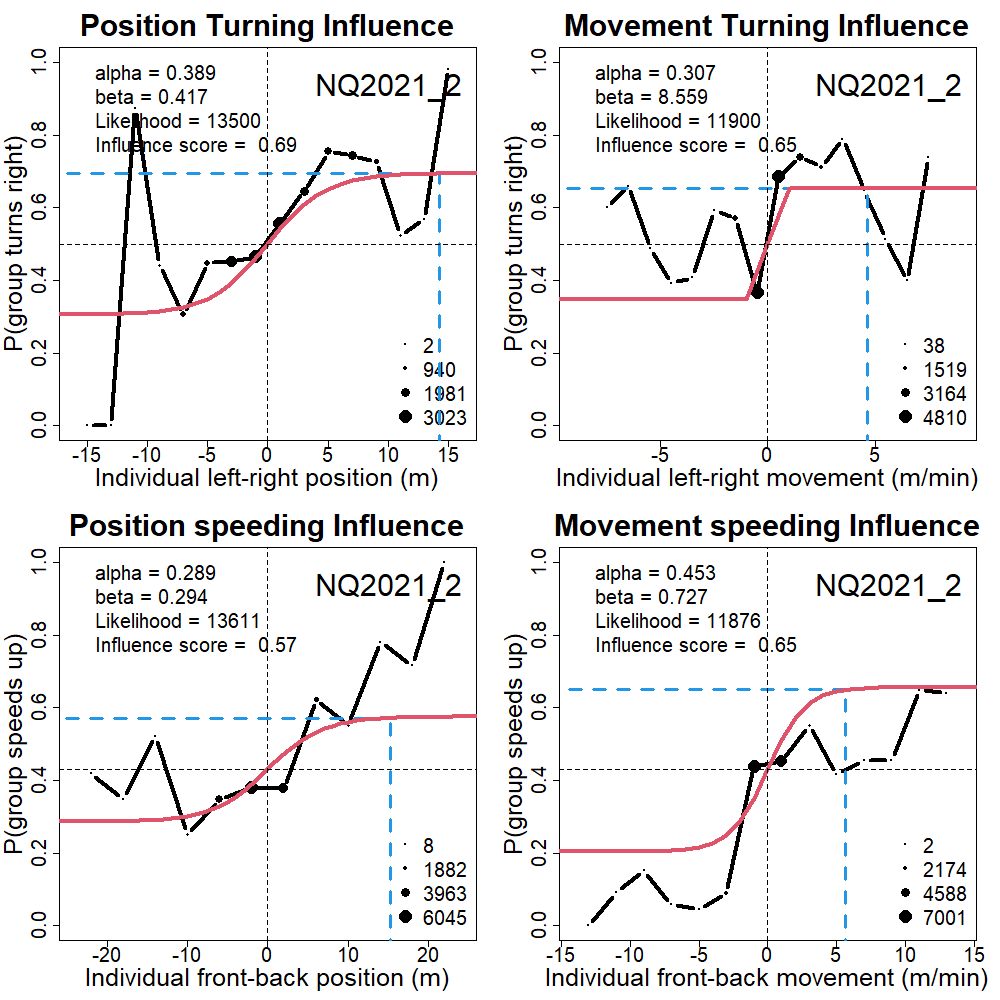 Position Turning Influence
alpha = 0.389
beta = 0.417
Likelihood = 13500
Influence score = 0.69
NQ2021_2
P(group turns right)
0.0 0.2 0.4 0.6 0.8 1.0
2
940
1981
3023
-15 -10 -5 0 5 10 15
Individual left-right position (m)
Movement Turning Influence
alpha = 0.307
beta = 8.559
Likelihood = 11900
Influence score = 0.65
NQ2021_2
P(group turns right)
0.0 0.2 0.4 0.6 0.8 1.0
38
1519
3164
4810
-5 0 5
Individual left-right movement (m/min)
Position speeding Influence
alpha = 0.289
beta = 0.294
Likelihood = 13611
Influence score = 0.57
NQ2021_2
P(group speeds up)
0.0 0.2 0.4 0.6 0.8 1.0
8
1882
3963
6045
-20 -10 0 10 20
Individual front-back position (m)
Movement speeding Influence
alpha = 0.453
beta = 0.727
Likelihood = 11876
Influence score = 0.65
NQ2021_2
P(group speeds up)
0.0 0.2 0.4 0.6 0.8 1.0
2
2174
4588
7001
-15 -10 -5 0 5 10 15
Individual front-back movement (m/min)